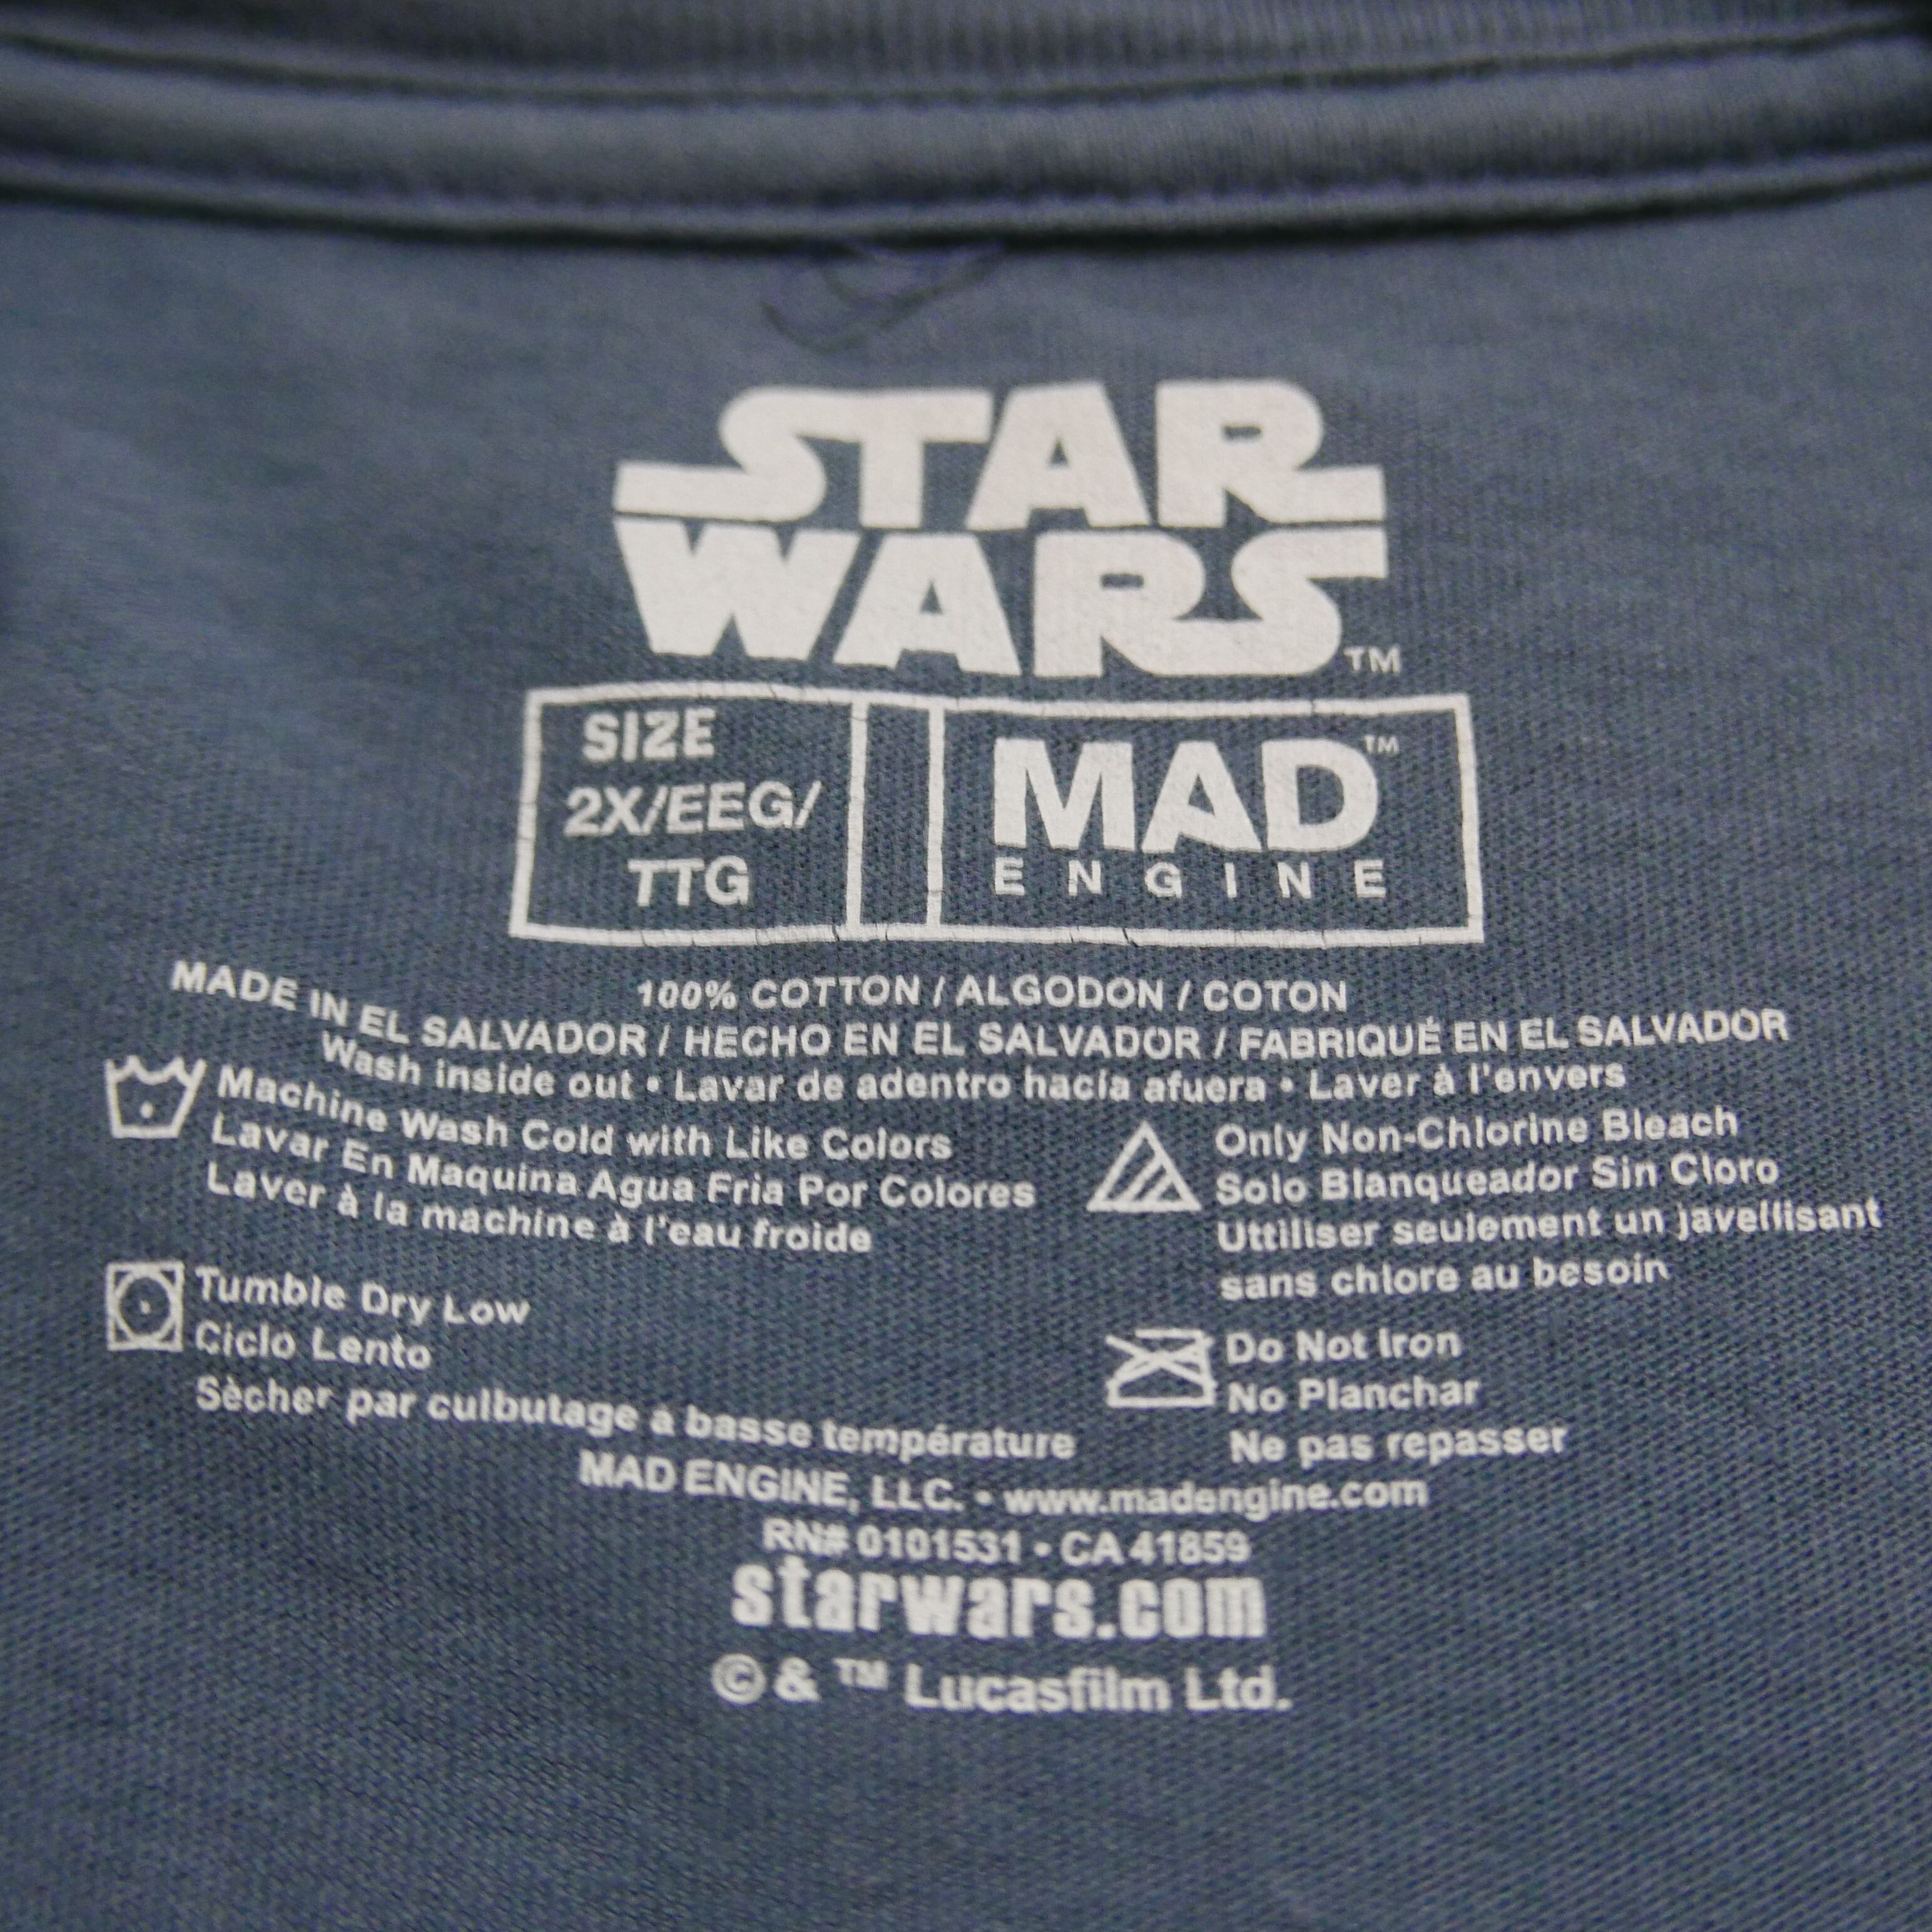 STAR
WARS™
SIZE
2X/EEG/
TTG
MAD™
ENGINE
100% COTTON / ALGODON / COTON
MADE IN EL SALVADOR / HECHO EN EL SALVADOR / FABRIQUÉ EN EL SALVADOR
Wash inside out • Lavar de adentro hacía afuera • Laver à l'envers
Machine Wash Cold with Like Colors
Lavar En Maquina Agua Fria Por Colores
Laver à la machine à l'eau froide
Only Non-Chlorine Bleach
Solo Blanqueador Sin Cloro
Uttiliser seulement un javellisant
sans chlore au besoin
Tumble Dry Low
Ciclo Lento
Sècher par culbutage a basse température
Do Not Iron
No Planchar
Ne pas repasser
MAD ENGINE, LLC. • www.madengine.com
RN# 0101531 • CA 41859
starwars.com
© & ™ Lucasfilm Ltd.